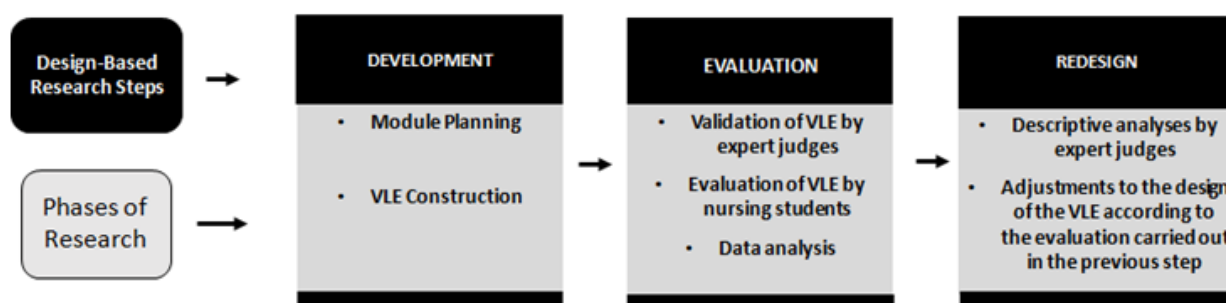 Design-Based
Research Steps
Phases of
Research
DEVELOPMENT
• Module Planning
• VLE Construction
EVALUATION
• Validation of VLE by
expert judges
• Evaluation of VLE by
nursing students
• Data analysis
REDESIGN
• Descriptive analyses by
expert judges
• Adjustments to the design
of the VLE according to
the evaluation carried out
in the previous step